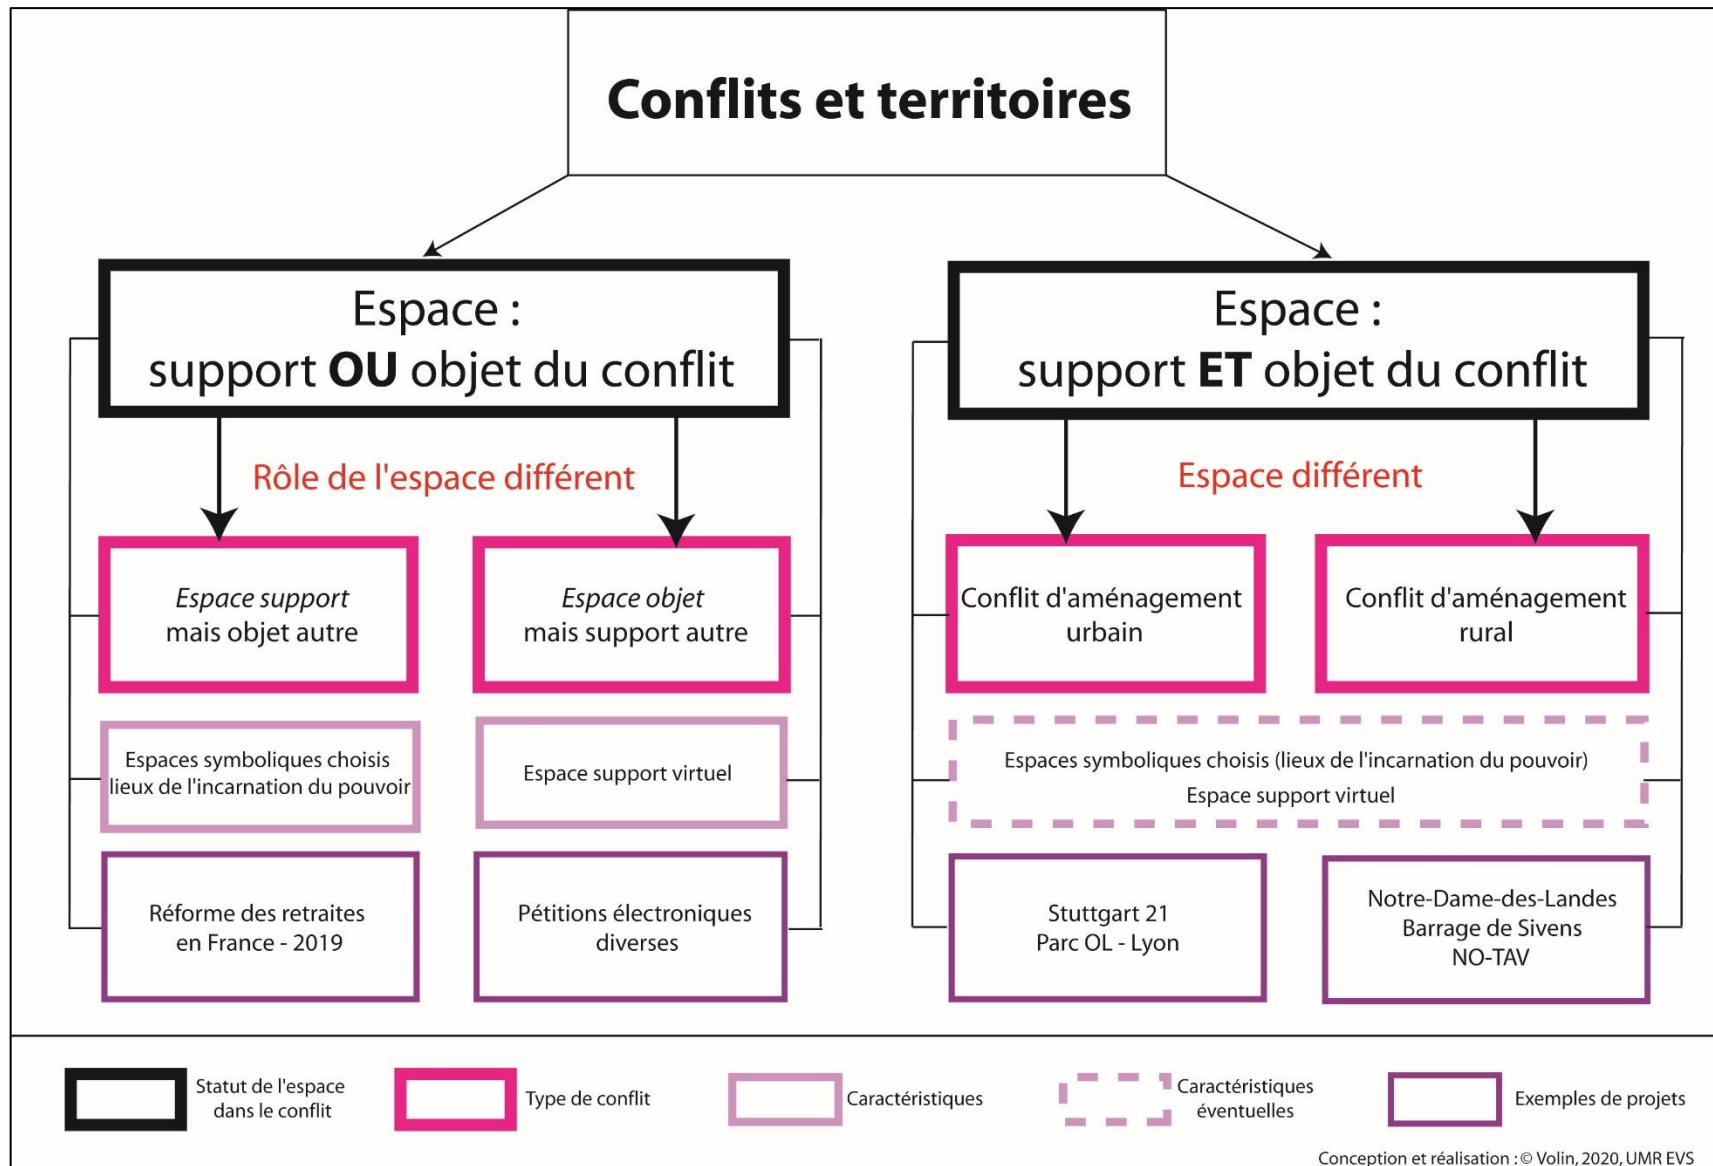 Conflits et territoires
Espace :
support OU objet du conflit
Rôle de l'espace différent
Espace support
mais objet autre
Espace objet
mais support autre
Espaces symboliques choisis
lieux de l'incarnation du pouvoir
Espace support virtuel
Réforme des retraites
en France - 2019
Pétitions électroniques
diverses
Espace :
support ET objet du conflit
Espace différent
Conflit d'aménagement
urbain
Conflit d'aménagement
rural
Espaces symboliques choisis (lieux de l'incarnation du pouvoir)
Espace support virtuel
Stuttgart 21
Parc OL - Lyon
Notre-Dame-des-Landes
Barrage de Sivens
NO-TAV
Statut de l'espace
dans le conflit
Type de conflit
Caractéristiques
Caractéristiques
éventuelles
Exemples de projets
Conception et réalisation : © Volin, 2020, UMR EVS